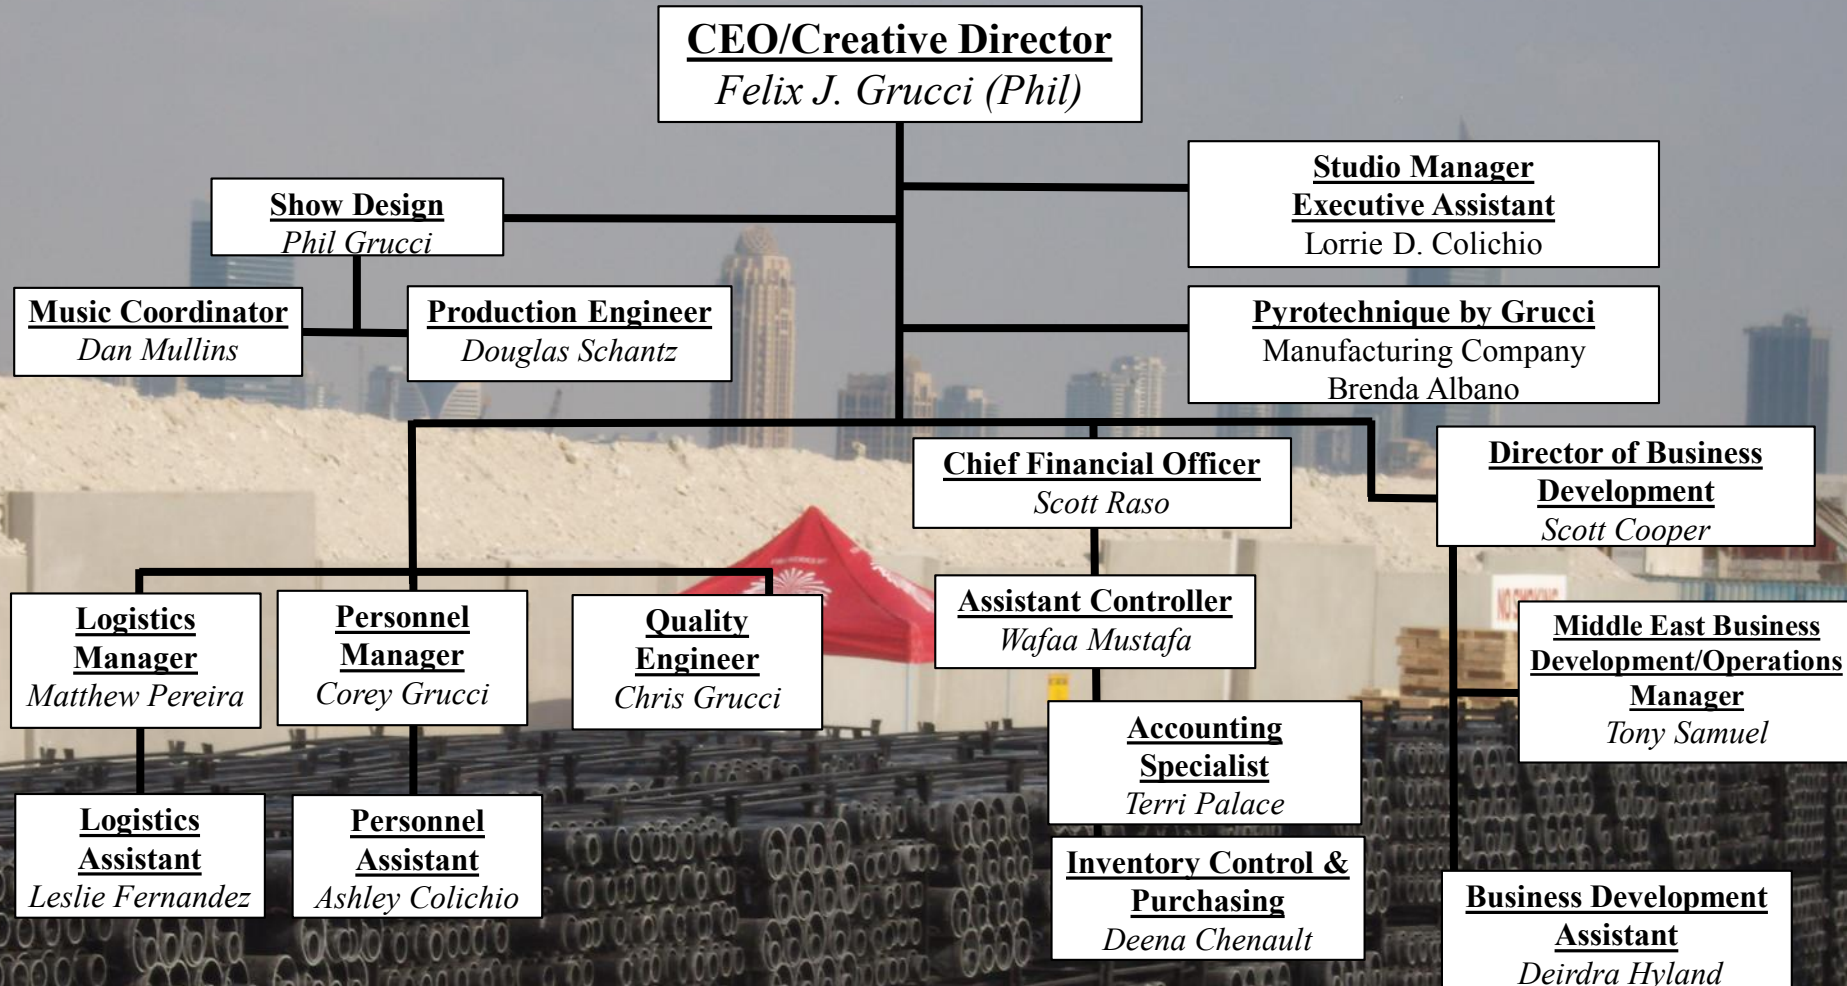 CEO/Creative Director
Felix J. Grucci (Phil)
Studio Manager
Executive Assistant
Lorrie D. Colichio
Show Design
Phil Grucci
Music Coordinator
Dan Mullins
Production Engineer
Douglas Schantz
Pyrotechnique by Grucci
Manufacturing Company
Brenda Albano
Chief Financial Officer
Scott Raso
Director of Business
Development
Scott Cooper
Logistics
Manager
Matthew Pereira
Personnel
Manager
Corey Grucci
Quality
Engineer
Chris Grucci
Assistant Controller
Wafaa Mustafa
NO SMOKING
Middle East Business
Development/Operations
Manager
Tony Samuel
Accounting
Specialist
Terri Palace
Logistics
Assistant
Leslie Fernandez
Personnel
Assistant
Ashley Colichio
Inventory Control &
Purchasing
Deena Chenault
Business Development
Assistant
Deirdra Hyland